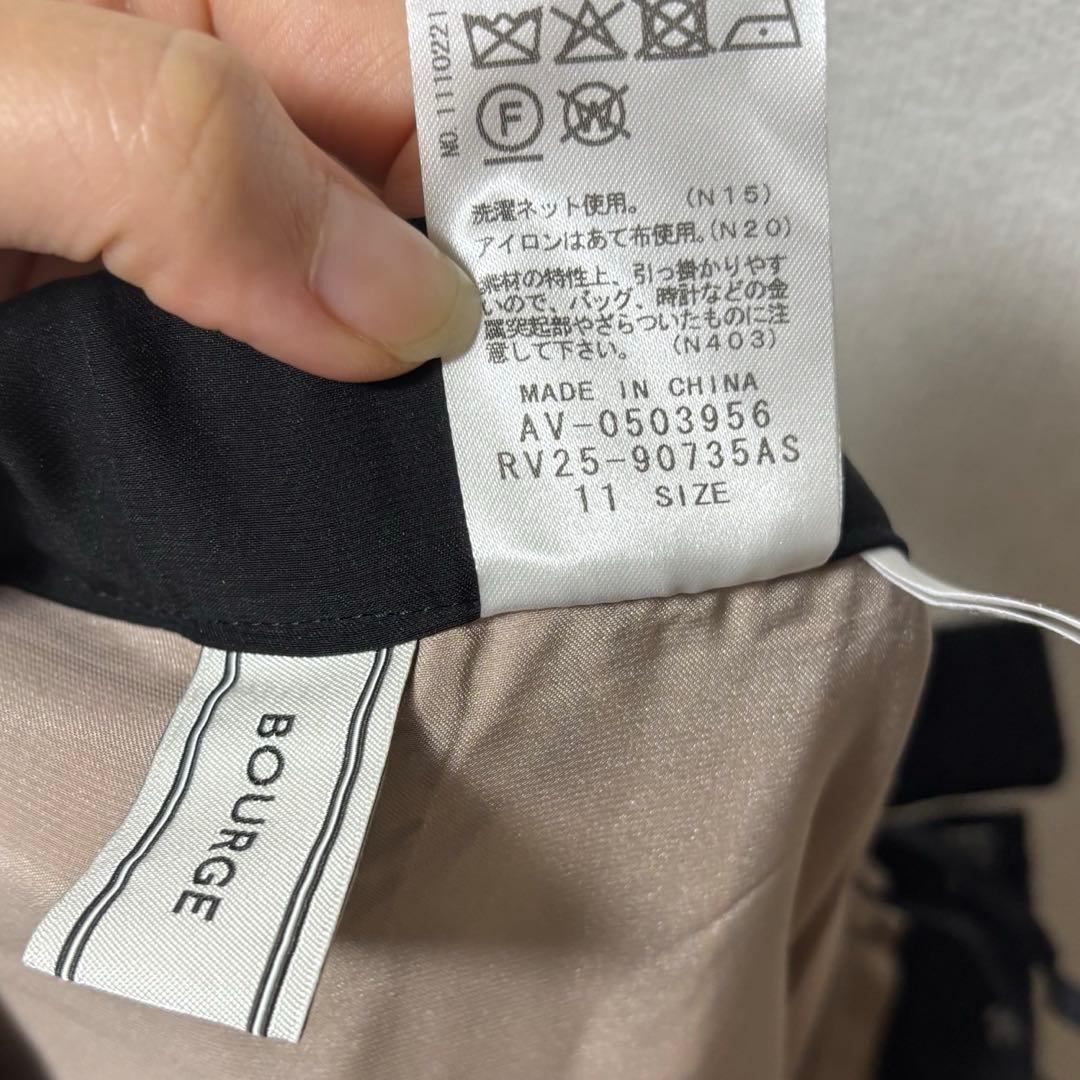 NO 1110221
F
W
洗濯ネット使用。 (N15)
アイロンはあて布使用。(N20)
素材の特性上、引っ掛かりやす
いので、バッグ、時計などの金
属突起部やざらついたものに注
意して下さい。 (N403)
MADE IN CHINA
AV-0503956
RV25-90735AS
11 SIZE
BOURGE